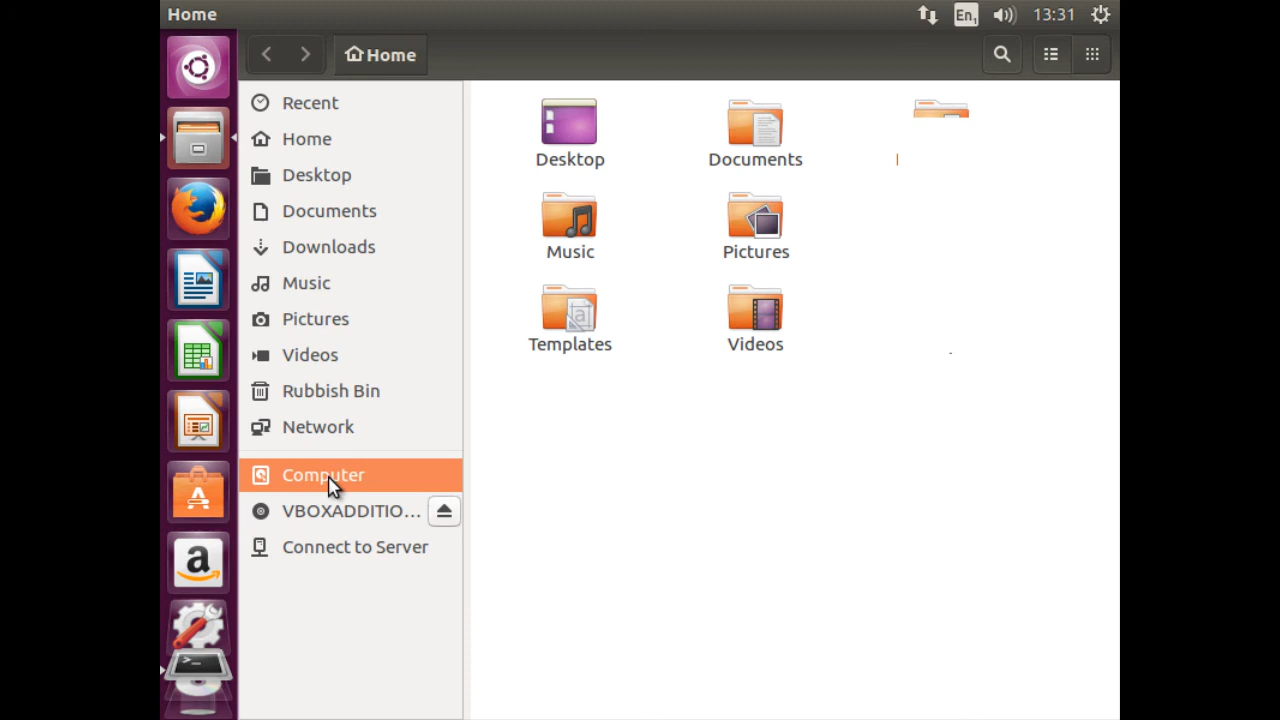 Home
En1 13:31
Home
Recent
Home
Desktop
Documents
Downloads
Music
Pictures
Videos
Rubbish Bin
Network
Computer
VBOXADDITIO...
Connect to Server
Desktop
Documents
Music
Pictures
Templates
Videos